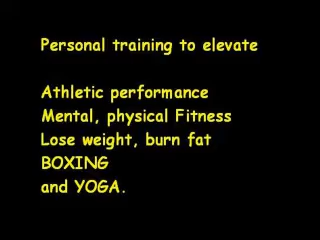 Personal training to elevate
Athletic performance
Mental, physical Fitness
Lose weight, burn fat
BOXING
and YOGA.